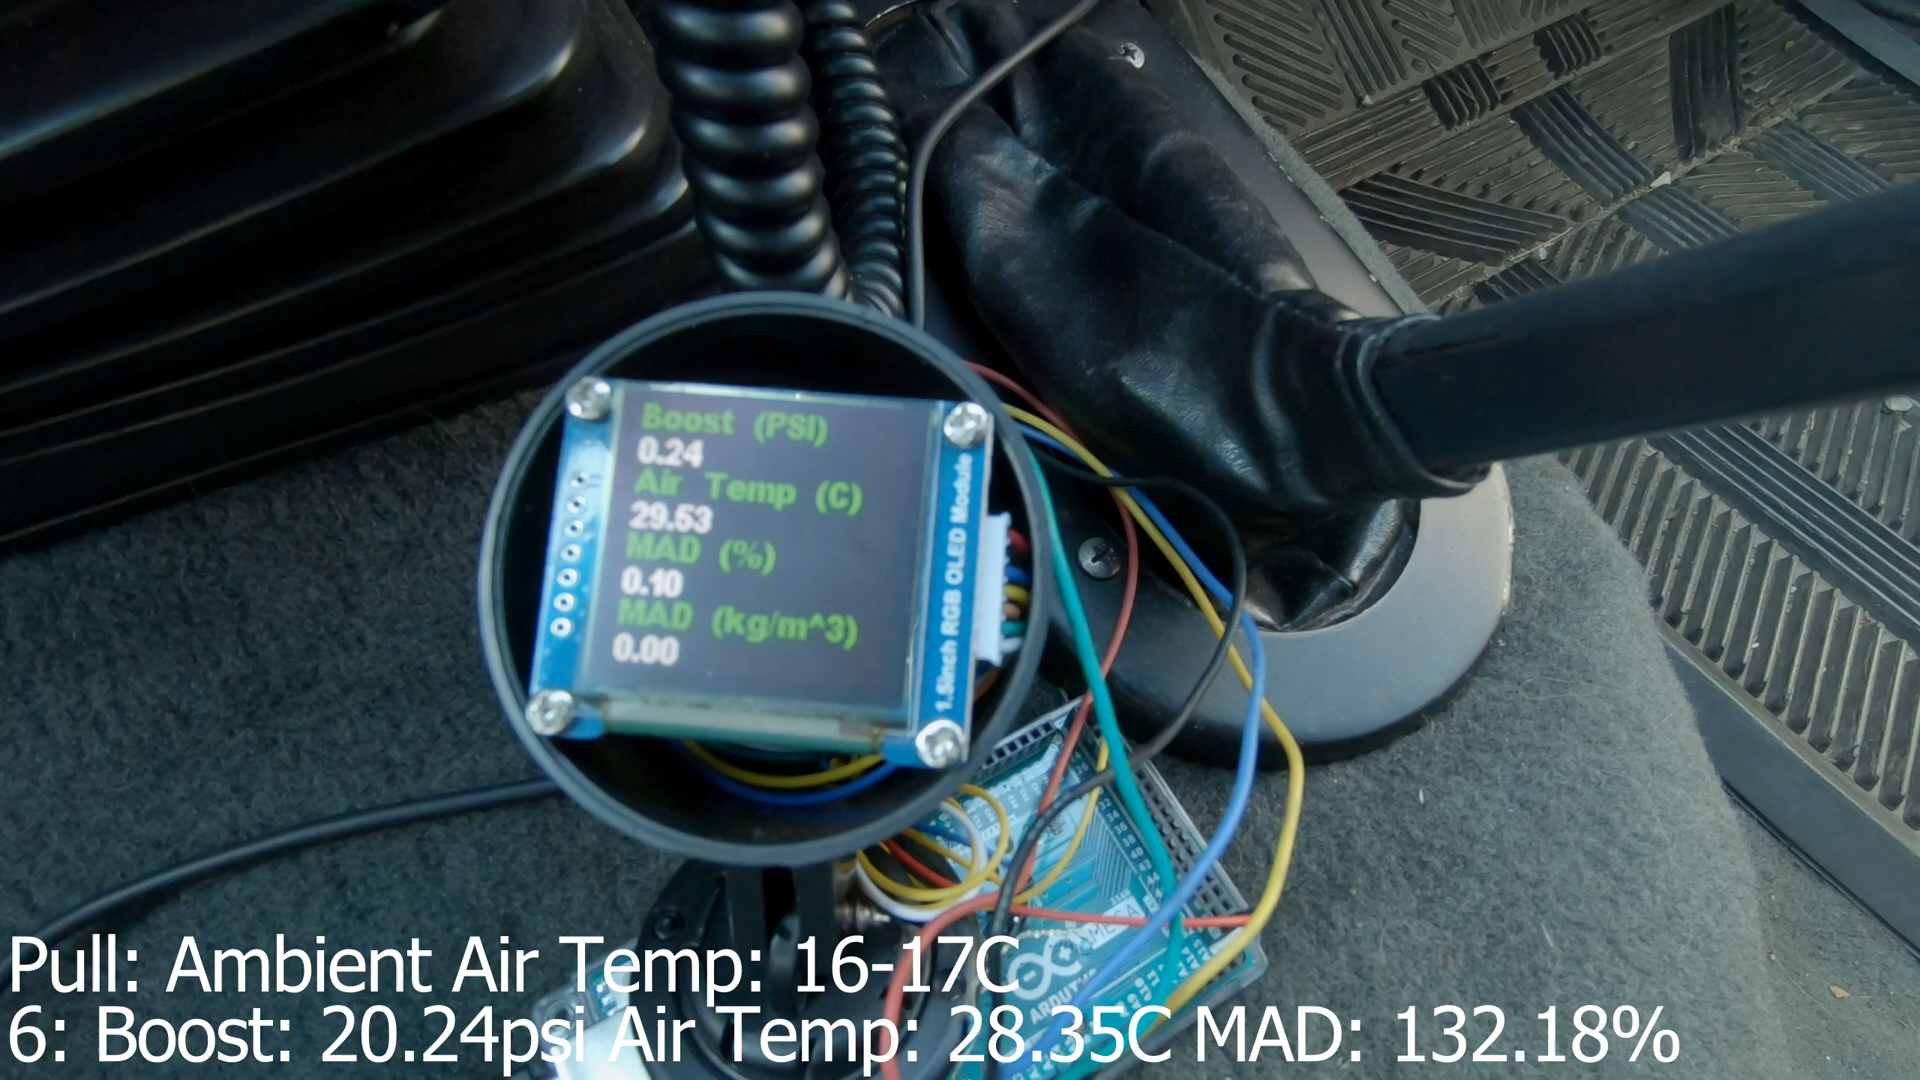 Boost (PSI)
0.24
Air Temp (C)
29.53
MAD (%)
0.10
MAD (kg/m^3)
0.00
1.5inch RGB OLED Module
Pull: Ambient Air Temp: 16-17C
6: Boost: 20.24psi Air Temp: 28.35C MAD: 132.18%